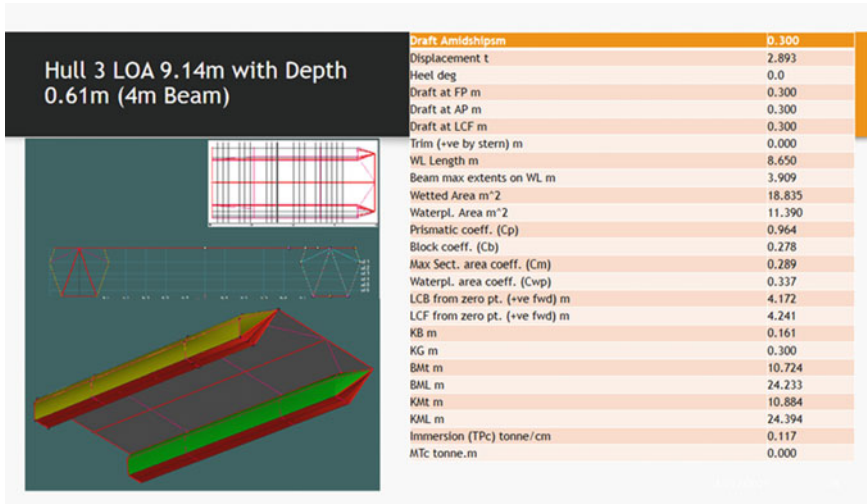 Hull 3 LOA 9.14m with Depth
0.61m (4m Beam)
Draft Amidshipsm 0.300
Displacement t 2.893
Heel deg 0.0
Draft at FP m 0.300
Draft at AP m 0.300
Draft at LCF m 0.300
Trim (+ve by stern) m 0.000
WL Length m 8.650
Beam max extents on WL m 3.909
Wetted Area m^2 18.835
Waterpl. Area m^2 11.390
Prismatic coeff. (Cp) 0.964
Block coeff. (Cb) 0.278
Max Sect. area coeff. (Cm) 0.289
Waterpl. area coeff. (Cwp) 0.337
LCB from zero pt. (+ve fwd) m 4.172
LCF from zero pt. (+ve fwd) m 4.241
KB m 0.161
KG m 0.300
BMt m 10.724
BML m 24.233
KMt m 10.884
KML m 24.394
Immersion (TPc) tonne/cm 0.117
MTc tonne.m 0.000